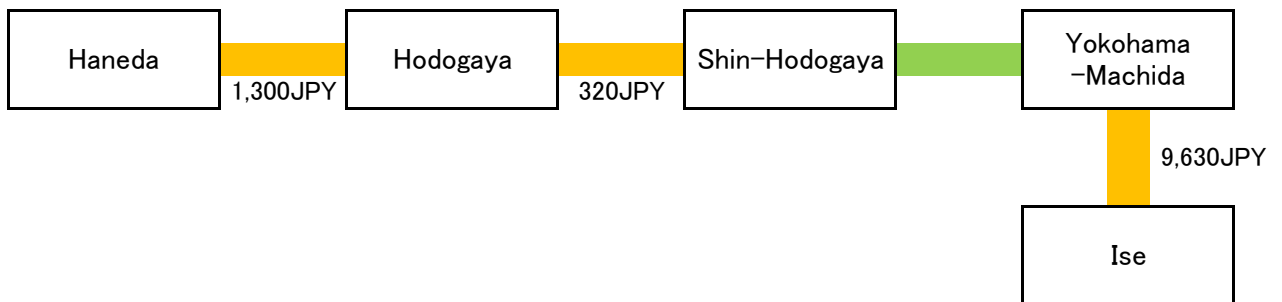 Haneda
1,300JPY
Hodogaya
320JPY
Shin-Hodogaya
Yokohama
-Machida
9,630JPY
Ise